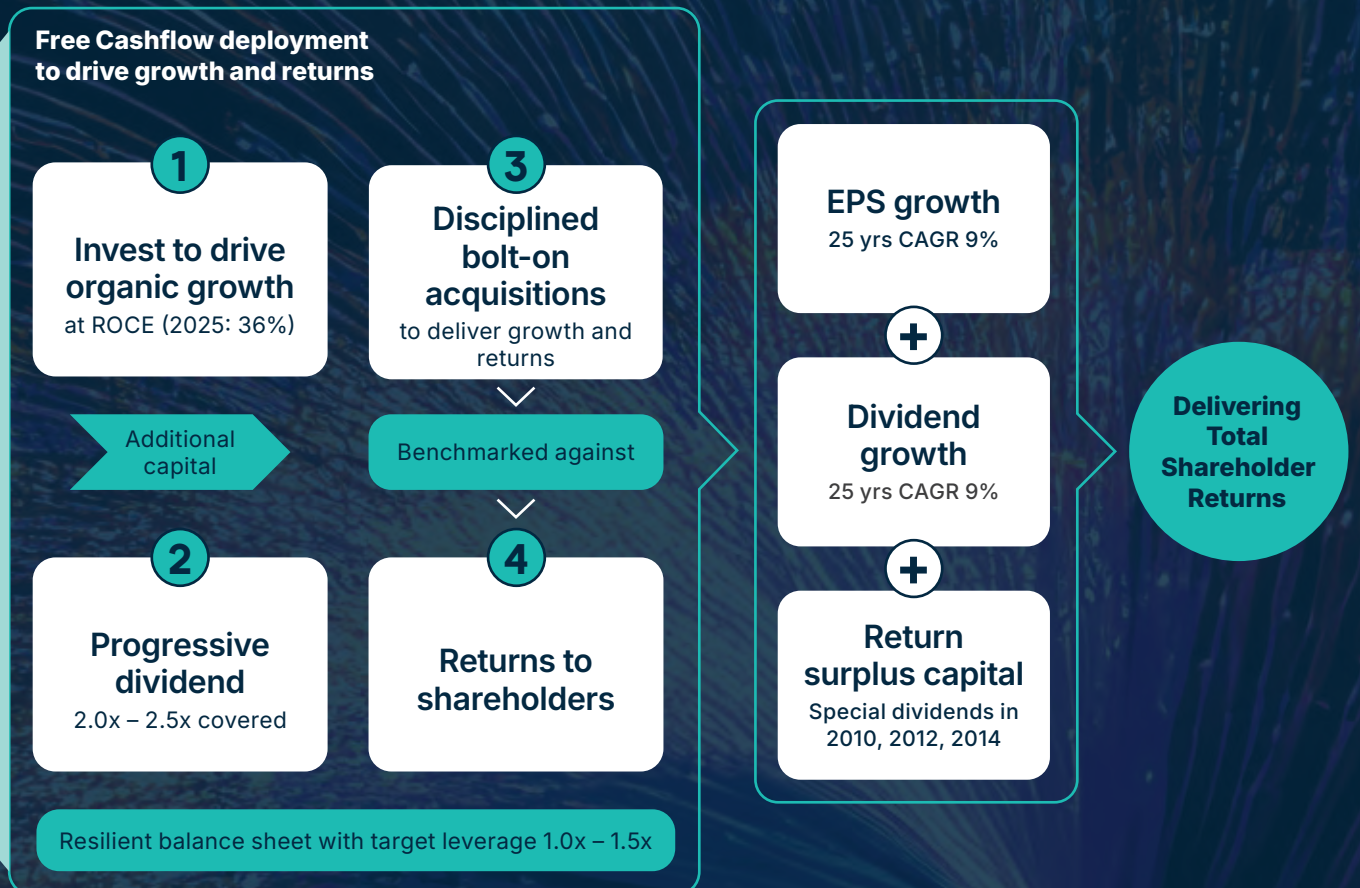 Free Cashflow deployment
to drive growth and returns
1
Invest to drive
organic growth
at ROCE (2025: 36%)
Additional
capital
2
Progressive
dividend
2.0x – 2.5x covered
3
Disciplined
bolt-on
acquisitions
to deliver growth and
returns
Benchmarked against
4
Returns to
shareholders
Resilient balance sheet with target leverage 1.0x – 1.5x
EPS growth
25 yrs CAGR 9%
+
Dividend
growth
25 yrs CAGR 9%
+
Return
surplus capital
Special dividends in
2010, 2012, 2014
Delivering
Total
Shareholder
Returns